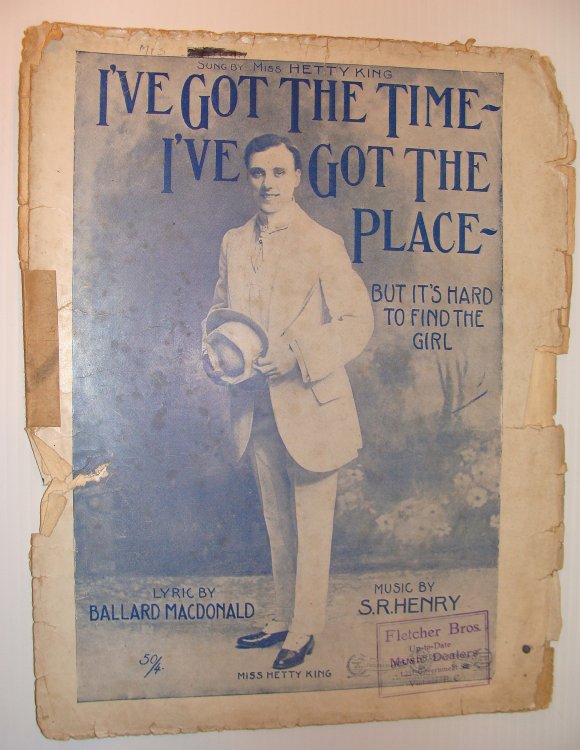 Mrs
SUNG BY MISS HETTY KING
I'VE GOT THE TIME~
I'VE GOT THE
PLACE~
BUT IT'S HARD
TO FIND THE
GIRL
LYRIC BY
BALLARD MACDONALD
MUSIC BY
S.R. HENRY
50/4
MISS HETTY KING
Fletcher Bros.
Up-to-Date
Music Dealers
Government
B. C.